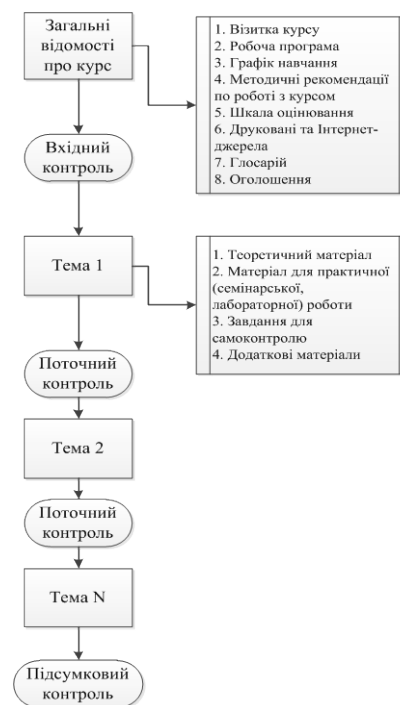 Загальні
відомості
про курс
1. Візитка курсу
2. Робоча програма
3. Графік навчання
4. Методичні рекомендації
по роботі з курсом
5. Шкала оцінювання
6. Друковані та Інтернет-
джерела
7. Глосарій
8. Оголошення
Вхідний
контроль
Тема 1
1. Теоретичний матеріал
2. Матеріал для практичної
(семінарської,
лабораторної) роботи
3. Завдання для
самоконтролю
4. Додаткові матеріали
Поточний
контроль
Тема 2
Поточний
контроль
Тема N
Підсумковий
контроль